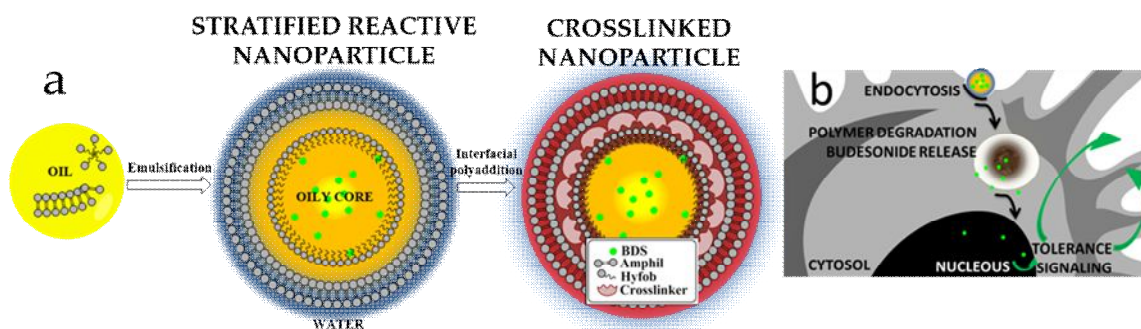 STRATIFIED REACTIVE
NANOPARTICLE
CROSSLINKED
NANOPARTICLE
a
OIL
Emulsification
OILY CORE
WATER
Interfacial
polyaddition
BDS
Amphil
Hyfob
Crosslinker
b
ENDOCYTOSIS
POLYMER DEGRADATION
BUDESONIDE RELEASE
CYTOSOL
NUCLEOUS
TOLERANCE
SIGNALING